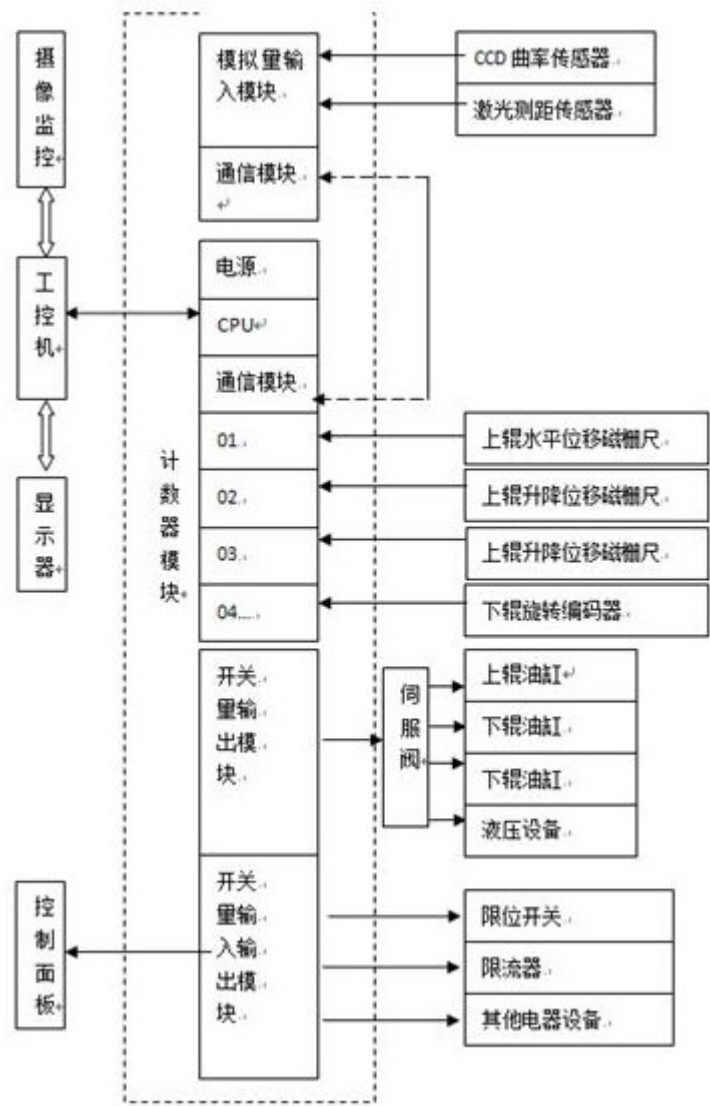 摄
像
监
控
工
控
机
显
示
器
控
制
面
板
计
数
器
模
块
模拟量输
入模块
通信模块
电源
CPU
通信模块
01
02
03
04....
开关
量输
出模
块
开关
量输
入输
出模
块
CCD 曲率传感器
激光测距传感器
上辊水平位移磁栅尺
上辊升降位移磁栅尺
上辊升降位移磁栅尺
下辊旋转编码器
伺
服
阀
上辊油缸
下辊油缸
下辊油缸
液压设备
限位开关
限流器
其他电器设备